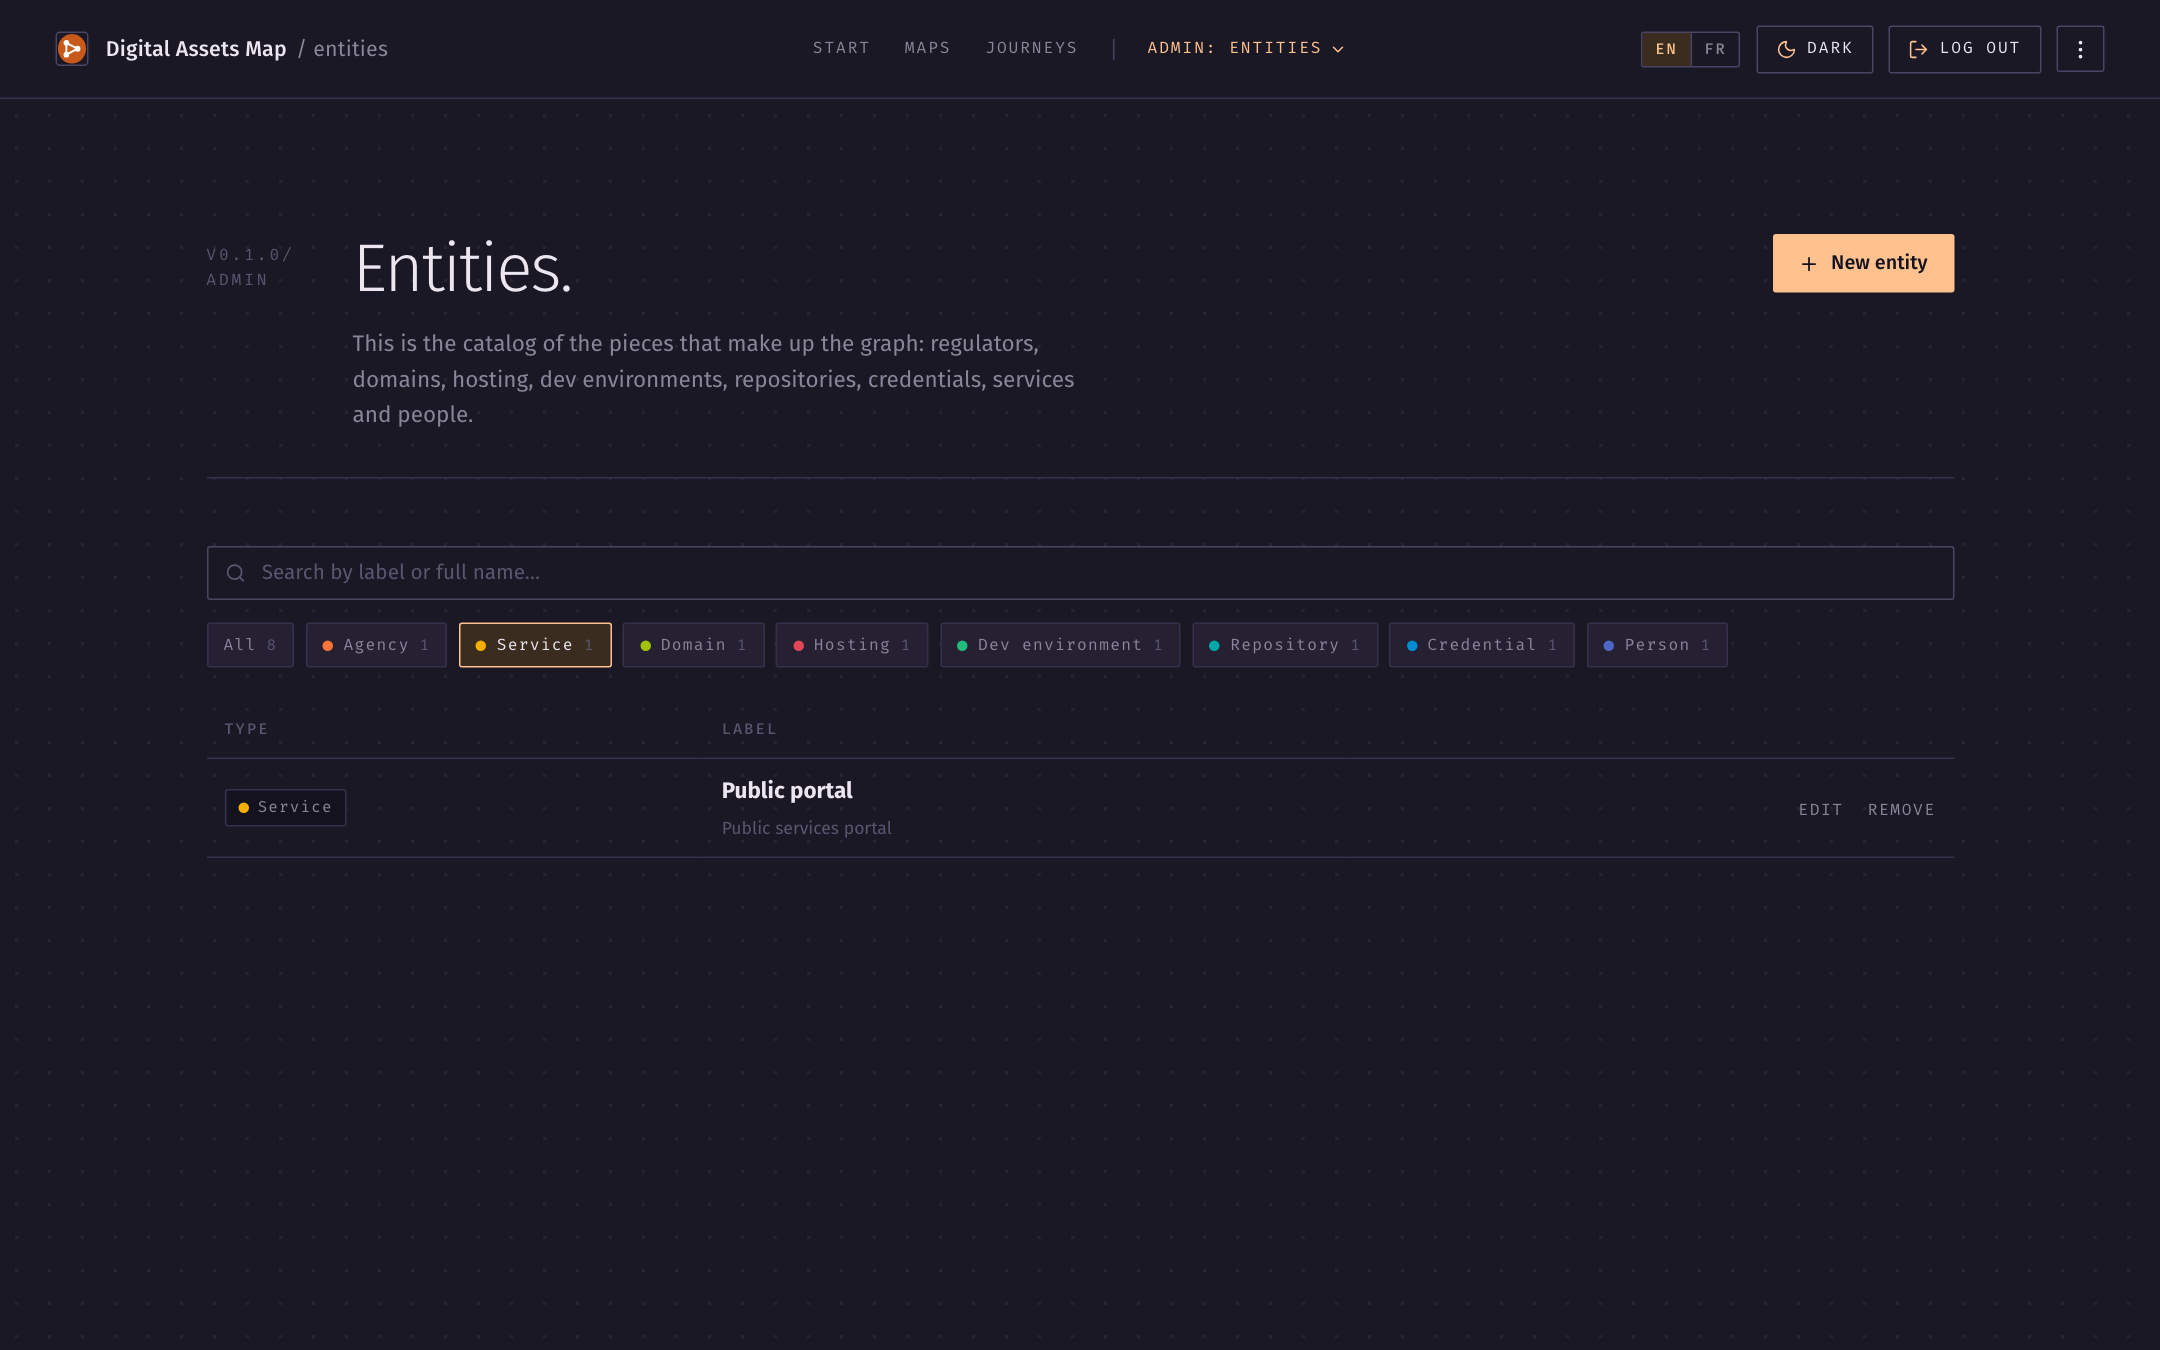 Digital Assets Map / entities
START MAPS JOURNEYS ADMIN: ENTITIES
EN FR DARK LOG OUT
V0.1.0/
ADMIN
Entities.
New entity
This is the catalog of the pieces that make up the graph: regulators,
domains, hosting, dev environments, repositories, credentials, services
and people.
Search by label or full name...
All 8 Agency 1 Service 1 Domain 1 Hosting 1 Dev environment 1 Repository 1 Credential 1 Person 1
TYPE LABEL
Service
Public portal
Public services portal
EDIT REMOVE